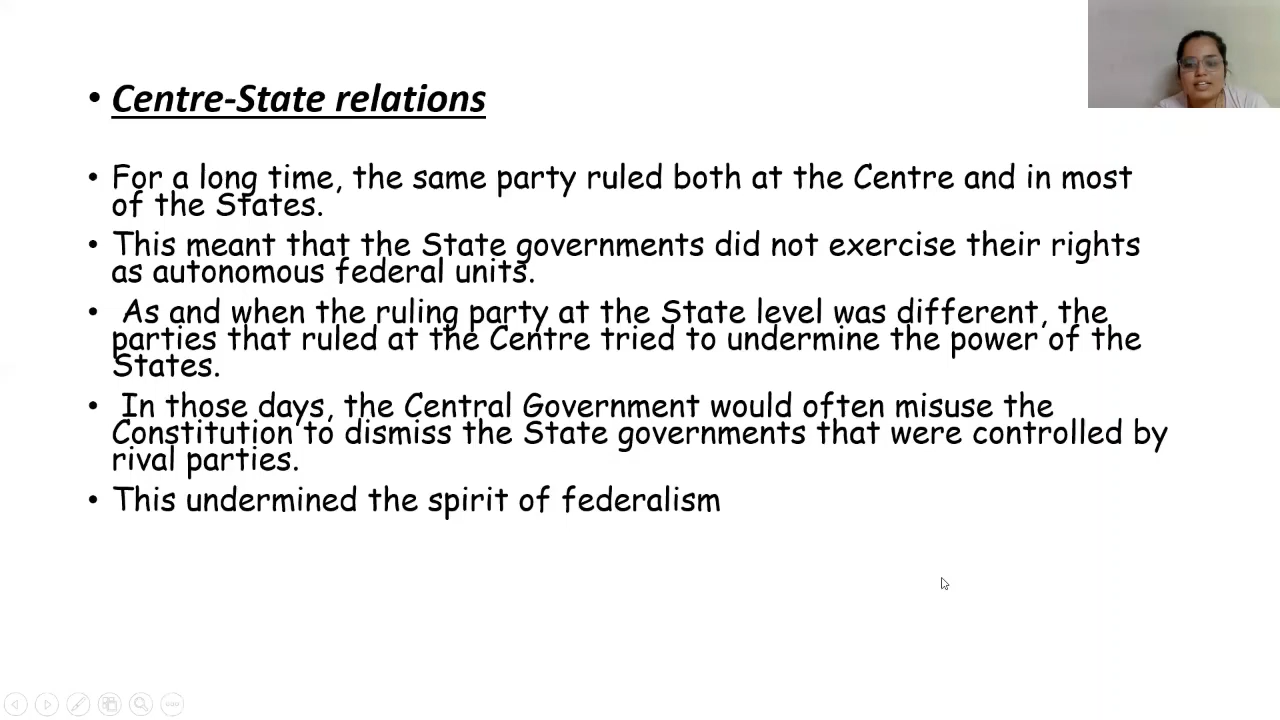 • Centre-State relations
• For a long time, the same party ruled both at the Centre and in most
of the States.
• This meant that the State governments did not exercise their rights
as autonomous federal units.
• As and when the ruling party at the State level was different, the
parties that ruled at the Centre tried to undermine the power of the
States.
• In those days, the Central Government would often misuse the
Constitution to dismiss the State governments that were controlled by
rival parties.
• This undermined the spirit of federalism